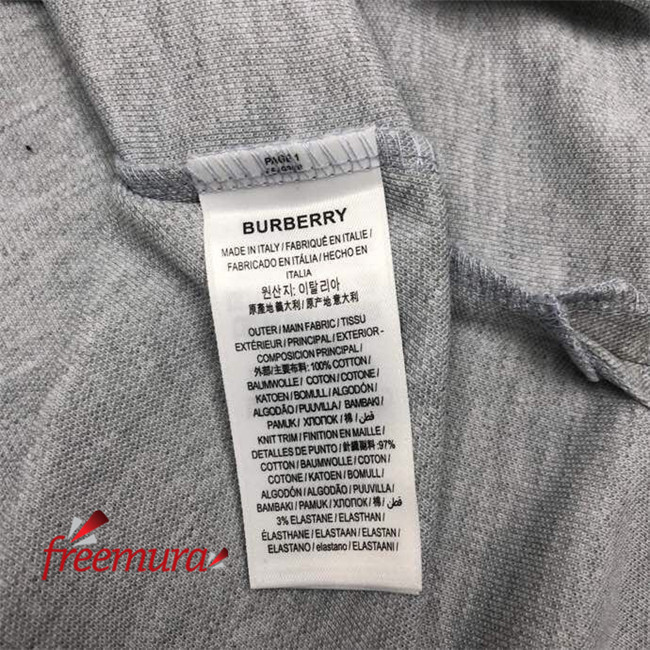 PAGE 1
BURBERRY
MADE IN ITALY / FABRIQUÉ EN ITALIE /
FABRICADO EN ITÁLIA / HECHO EN
ITALIA
원산지: 이탈리아
原產地 義大利 / 原产地 意大利
OUTER / MAIN FABRIC / TISSU
EXTÉRIEUR / PRINCIPAL / EXTERIOR -
COMPOSICION PRINCIPAL /
外部/主要布料: 100% COTTON /
BAUMWOLLE / COTON / COTONE /
KATOEN / BOMULL / ALGODÓN /
ALGODÃO / PUUVILLA / BAMBAKI /
PAMUK / ХЛОПОК / 棉 / قطن /
KNIT TRIM / FINITION EN MAILLE /
DETALLES DE PUNTO / 針織副料 : 97%
COTTON / BAUMWOLLE / COTON /
COTONE / KATOEN / BOMULL /
ALGODÓN / ALGODÃO / PUUVILLA /
BAMBAKI / PAMUK / ХЛОПОК / 棉 / قطن
3% ELASTANE / ELASTHAN /
ÉLASTHANE / ELASTAAN / ELASTAN /
ELASTANO / elastano / ELASTAANI /
freemura